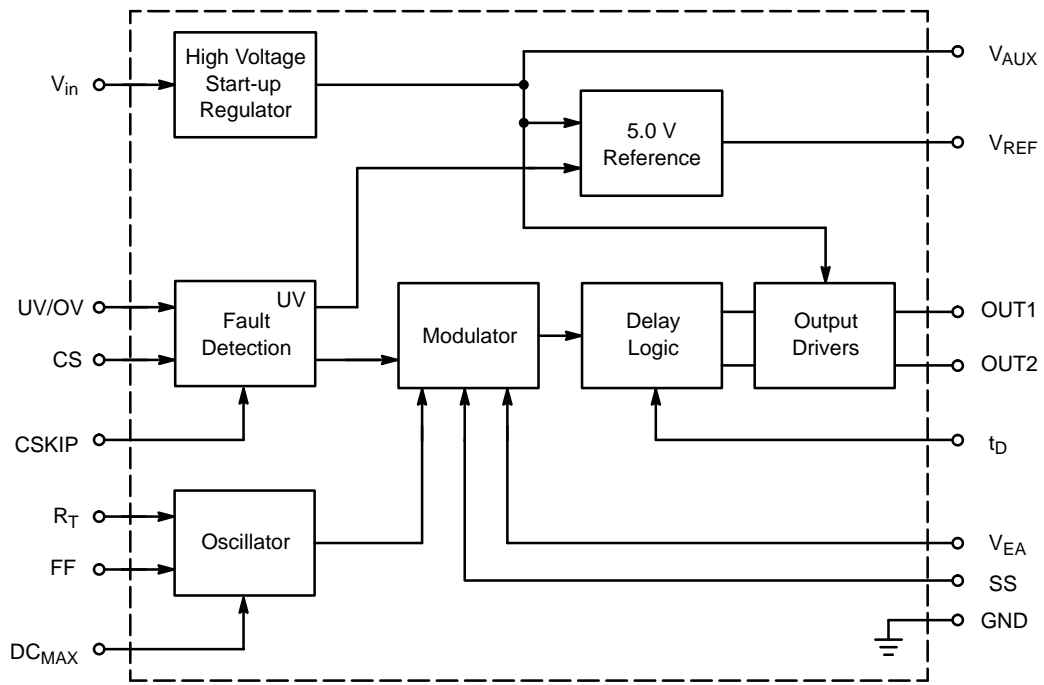 High Voltage
Start-up
Regulator
V_in
V_AUX
5.0 V
Reference
V_REF
UV/OV
CS
UV
Fault
Detection
Modulator
Delay
Logic
Output
Drivers
OUT1
OUT2
CSKIP
t_D
R_T
FF
Oscillator
V_EA
SS
GND
DC_MAX